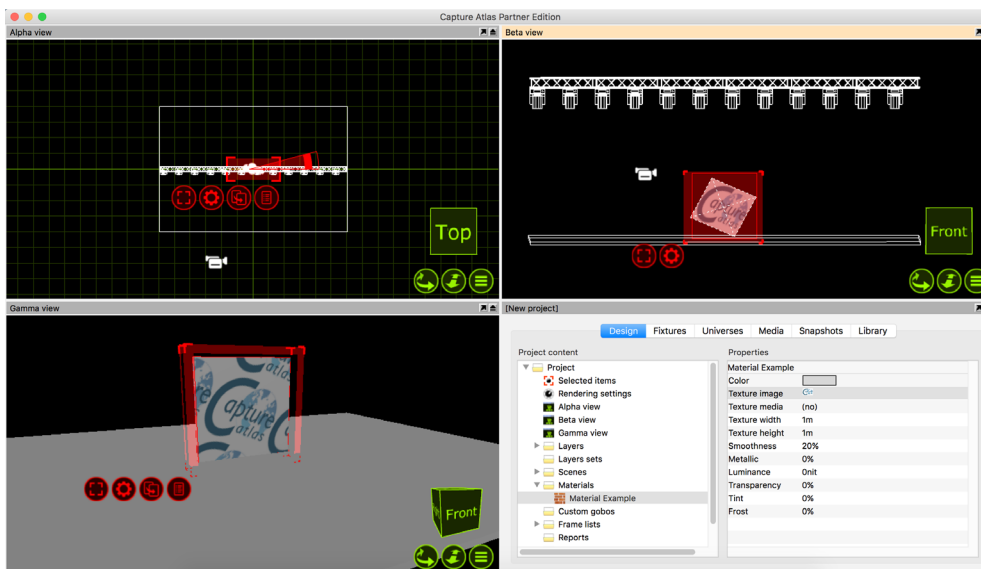 Capture Atlas Partner Edition
Alpha view
Beta view
Top
Capture
atlas
Front
Gamma view
[New project]
Capture
atlas
Front
Design Fixtures Universes Media Snapshots Library
Project content
Properties
Project
Selected items
Rendering settings
Alpha view
Beta view
Gamma view
Layers
Layers sets
Scenes
Materials
Material Example
Custom gobos
Frame lists
Reports
Material Example
Color
Texture image
Texture media (no)
Texture width 1m
Texture height 1m
Smoothness 20%
Metallic 0%
Luminance 0nit
Transparency 0%
Tint 0%
Frost 0%